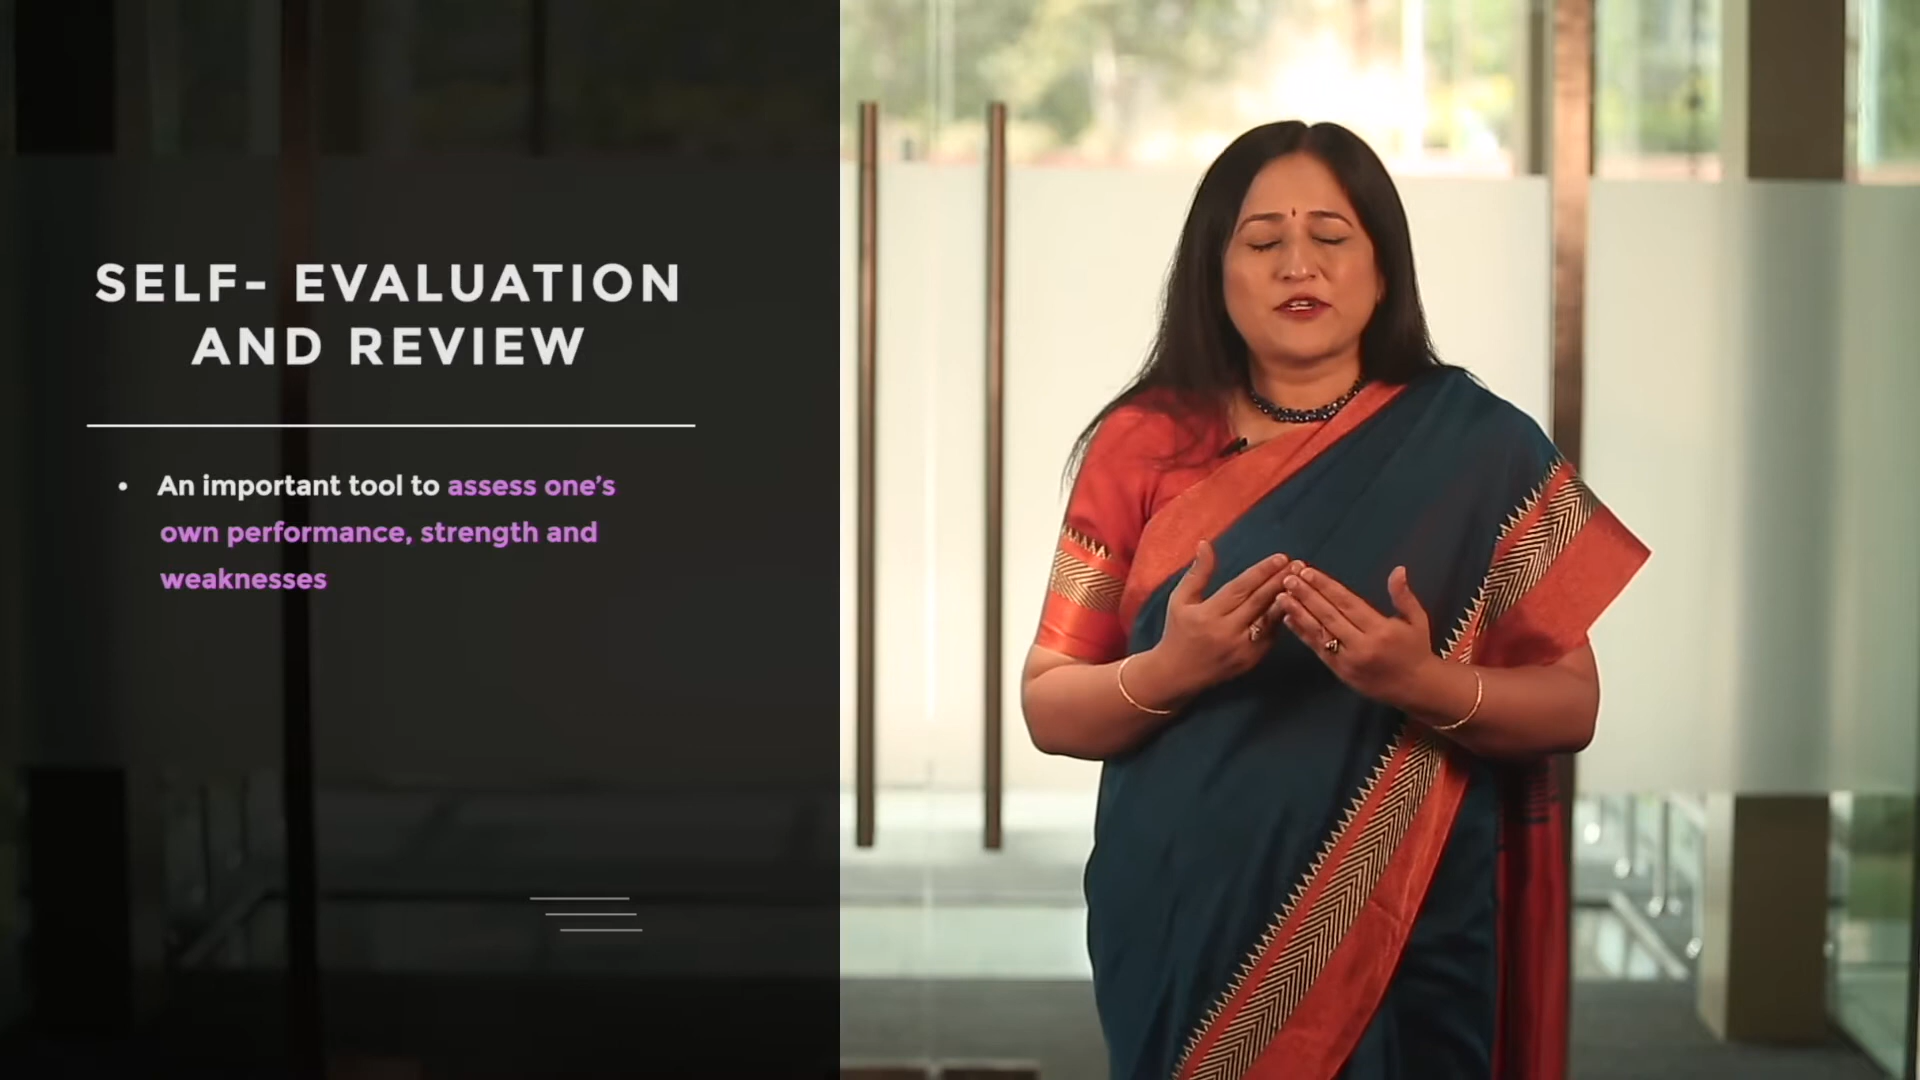 SELF- EVALUATION
AND REVIEW
• An important tool to assess one's
own performance, strength and
weaknesses